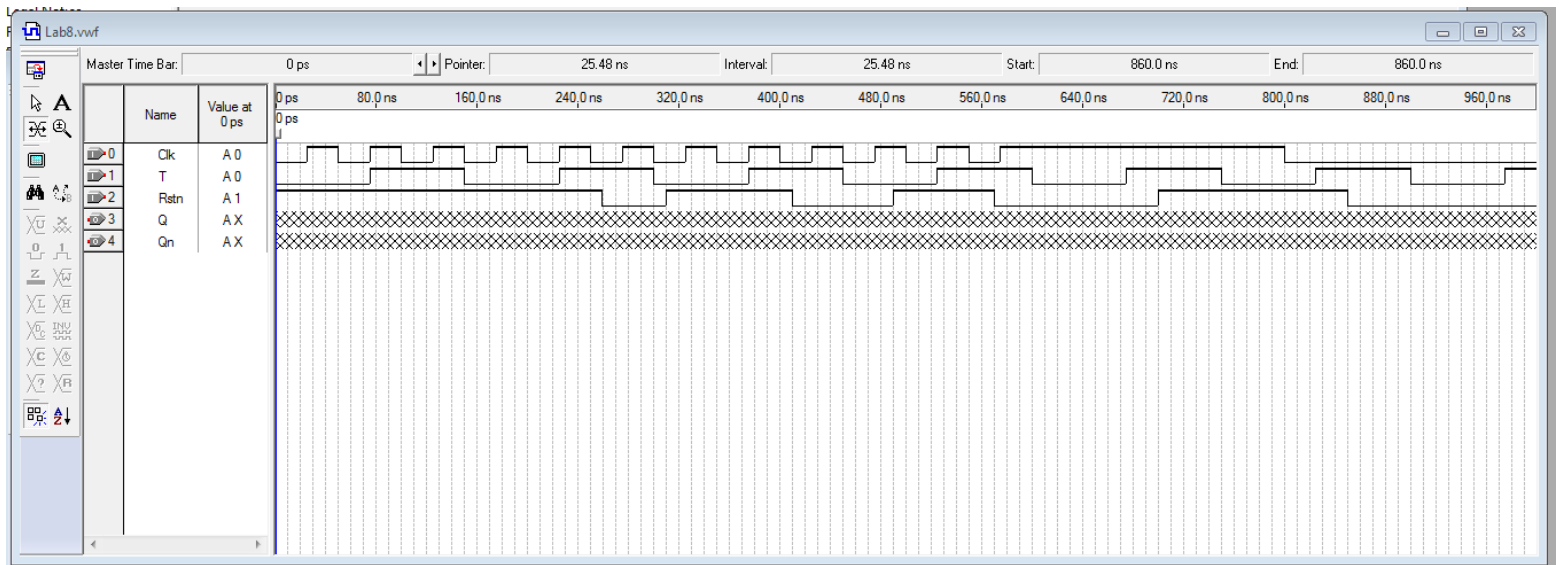 Lab8.vwf
Master Time Bar: 0 ps Pointer: 25.48 ns Interval: 25.48 ns Start: 860.0 ns End: 860.0 ns
Name Value at 0 ps
0 ps 80.0 ns 160.0 ns 240.0 ns 320.0 ns 400.0 ns 480.0 ns 560.0 ns 640.0 ns 720.0 ns 800.0 ns 880.0 ns 960.0 ns
0 ps
0 Clk A 0
1 T A 0
2 Rstn A 1
3 Q A X
4 Qn A X